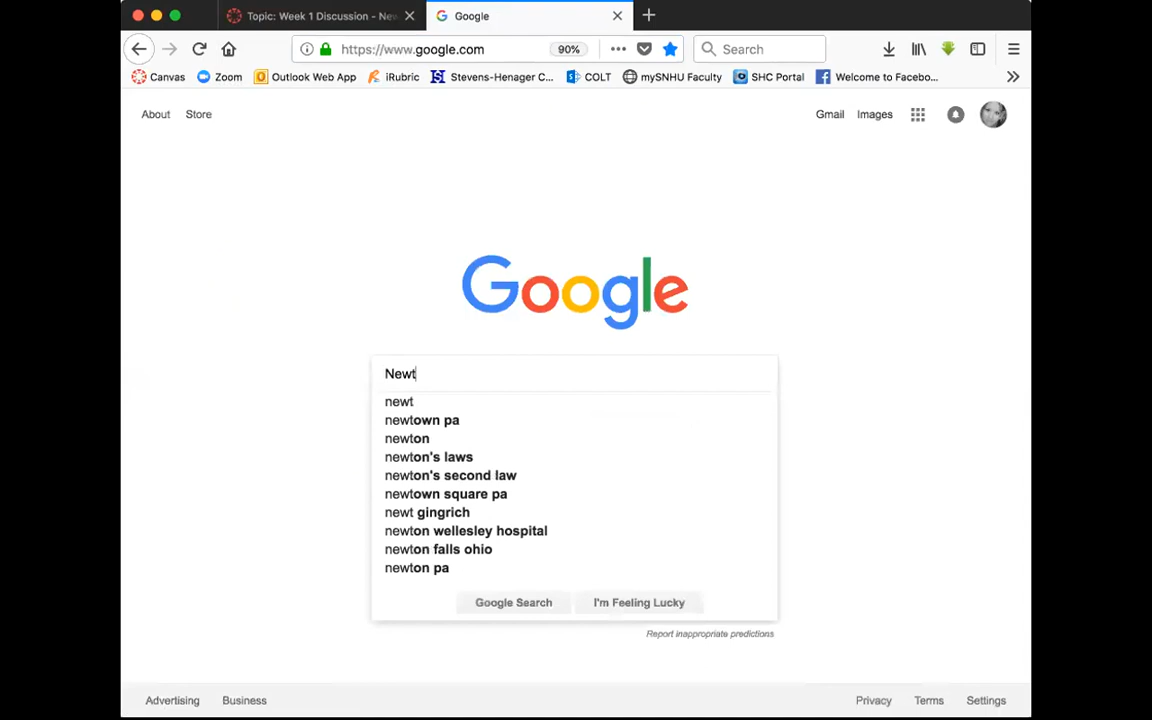 Topic: Week 1 Discussion - New
Google
https://www.google.com
90%
Search
Canvas
Zoom
Outlook Web App
iRubric
Stevens-Henager C...
COLT
mySNHU Faculty
SHC Portal
Welcome to Facebo...
About
Store
Gmail
Images
Google
Newt
newt
newtown pa
newton
newton's laws
newton's second law
newtown square pa
newt gingrich
newton wellesley hospital
newton falls ohio
newton pa
Google Search
I'm Feeling Lucky
Report inappropriate predictions
Advertising
Business
Privacy
Terms
Settings